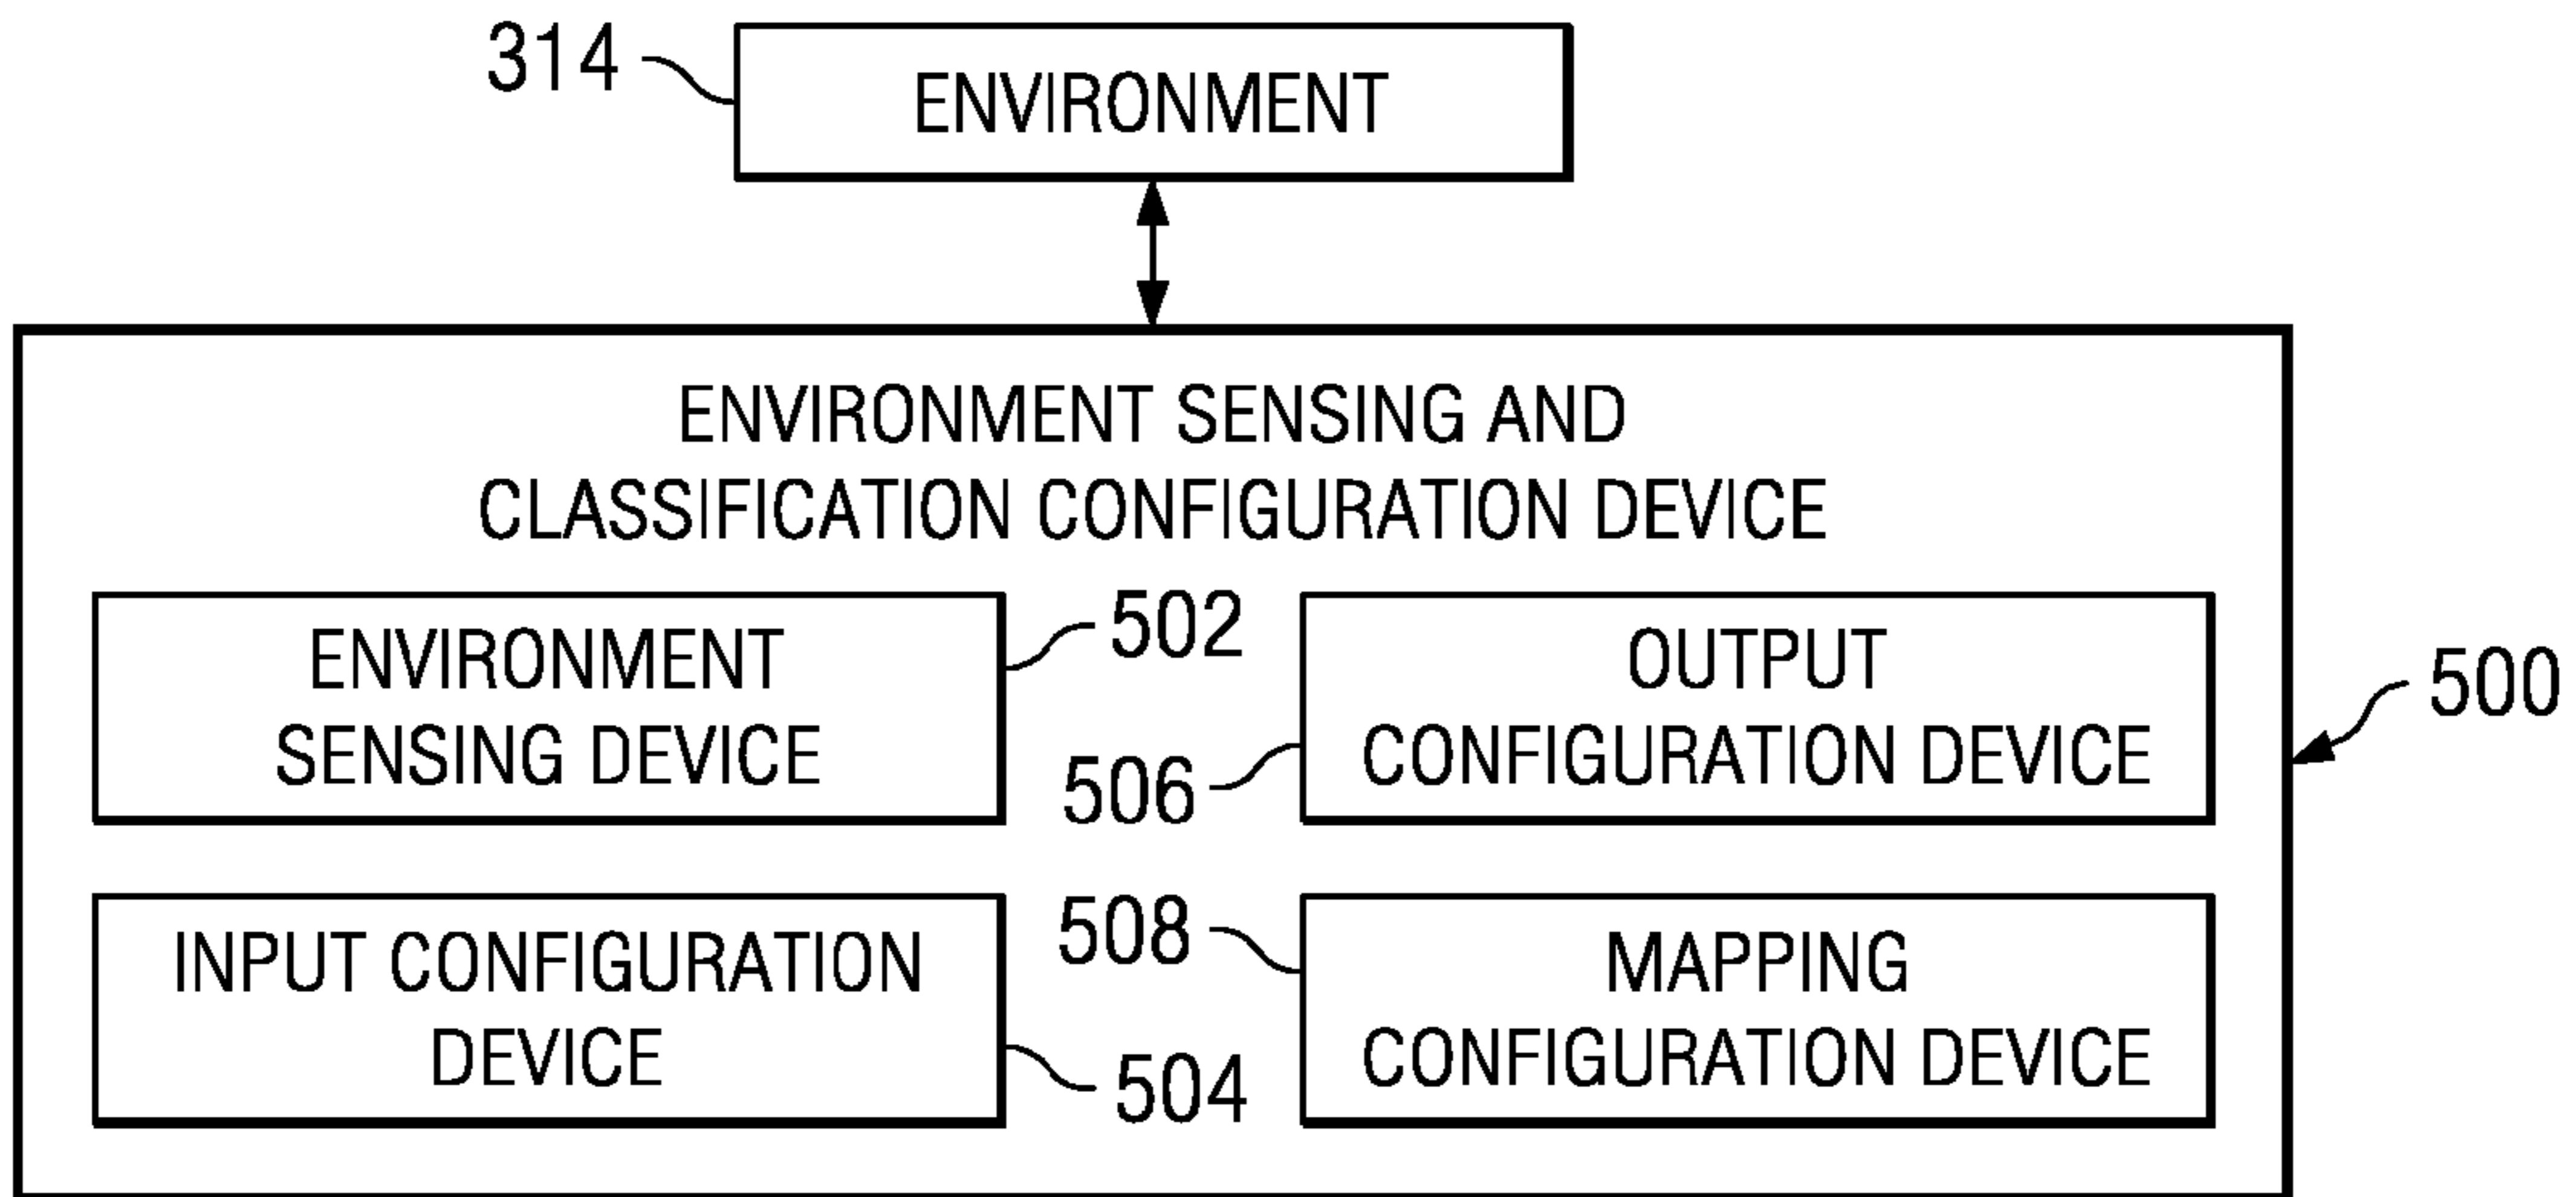 314
ENVIRONMENT
ENVIRONMENT SENSING AND
CLASSIFICATION CONFIGURATION DEVICE
ENVIRONMENT
SENSING DEVICE
502
OUTPUT
CONFIGURATION DEVICE
506
500
INPUT CONFIGURATION
DEVICE
504
508
MAPPING
CONFIGURATION DEVICE